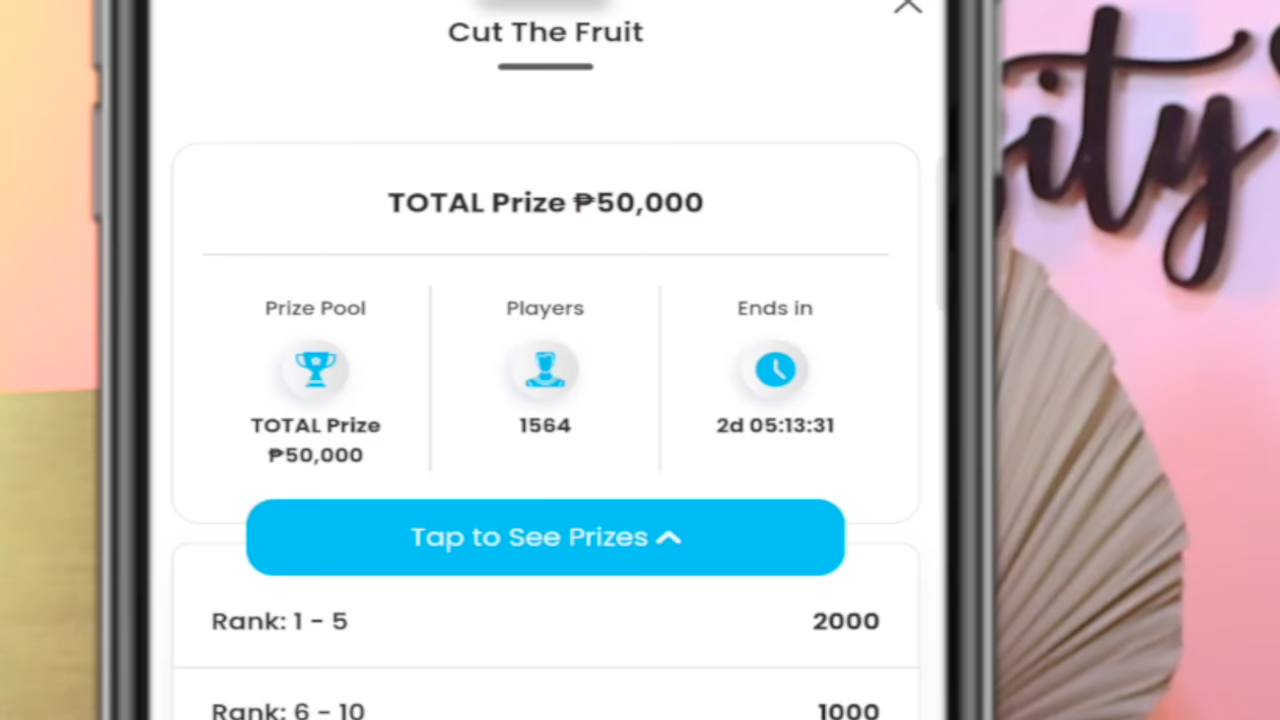 Cut The Fruit
TOTAL Prize ₱50,000
Prize Pool
Players
Ends in
TOTAL Prize
₱50,000
1564
2d 05:13:31
Tap to See Prizes
Rank: 1 - 5
2000
Rank: 6 - 10
1000
ity